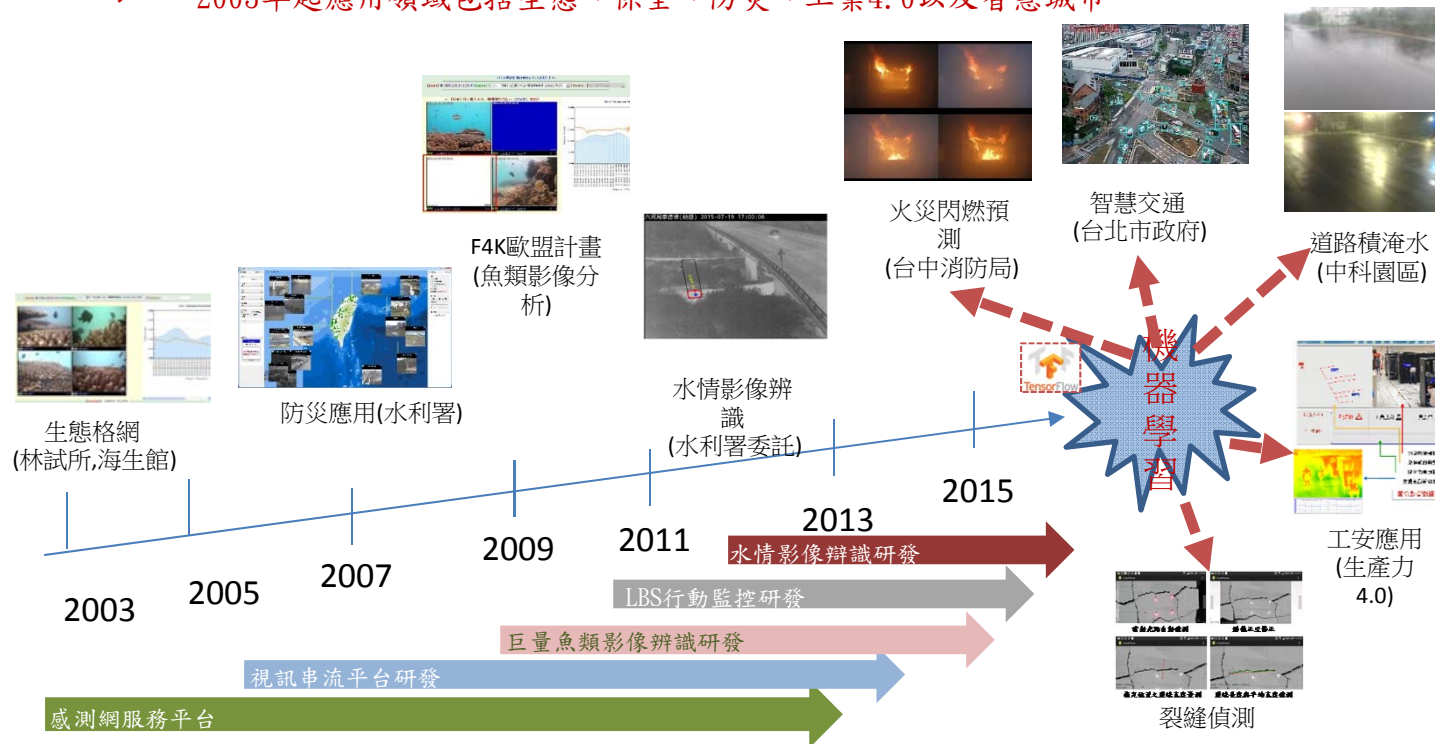 2003年起應用領域包括生態、保全、防災、工業4.0以及智慧城市
F4K歐盟計畫
(魚類影像分
析)
火災閃燃預
測
(台中消防局)
智慧交通
(台北市政府)
道路積淹水
(中科園區)
2015-07-19 17:00:06
生態格網
(林試所,海生館)
防災應用(水利署)
水情影像辨
識
(水利署委託)
TensorFlow
機
器
學
習
工安應用
(生產力
4.0)
2003
2005
2007
2009
2011
2013
2015
水情影像辯識研發
LBS行動監控研發
巨量魚類影像辨識研發
視訊串流平台研發
感測網服務平台
裂縫偵測